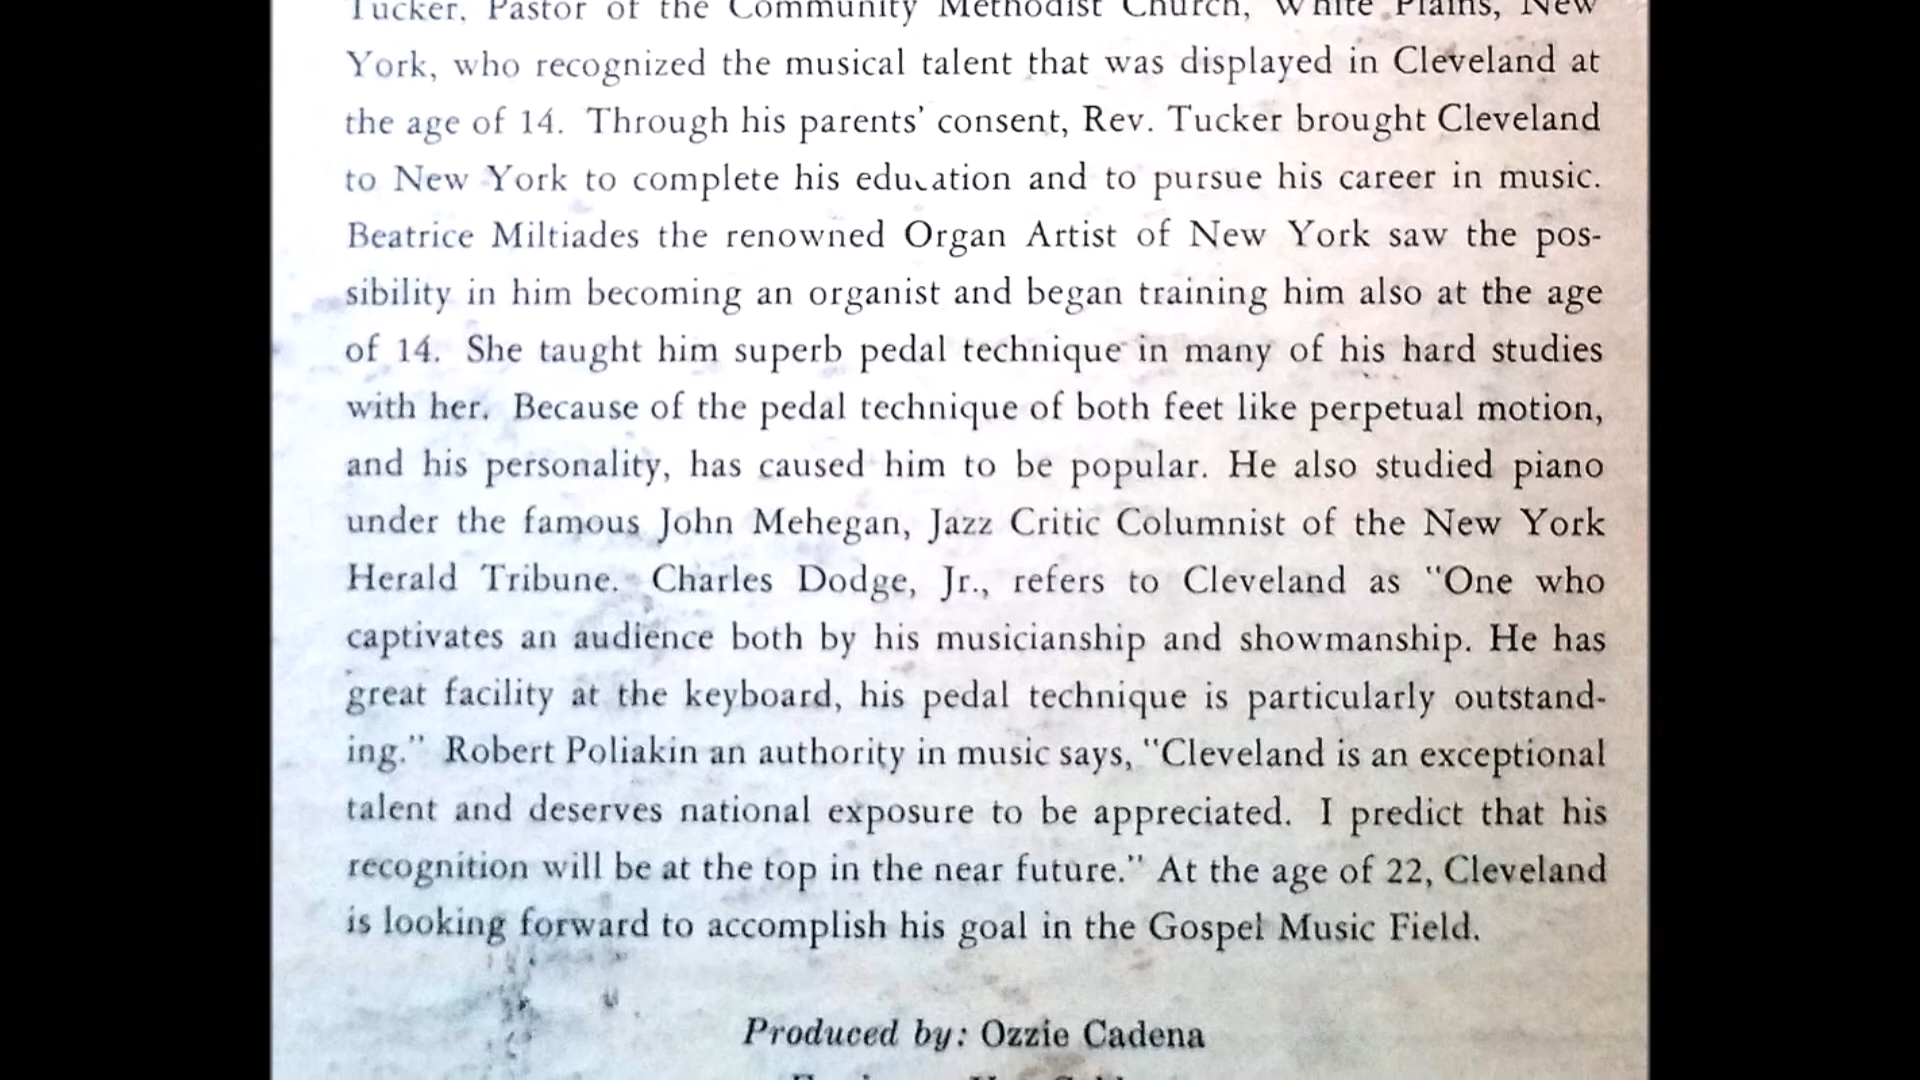 Tucker, Pastor of the Community Methodist Church, White Plains, New
York, who recognized the musical talent that was displayed in Cleveland at
the age of 14. Through his parents' consent, Rev. Tucker brought Cleveland
to New York to complete his education and to pursue his career in music.
Beatrice Miltiades the renowned Organ Artist of New York saw the pos-
sibility in him becoming an organist and began training him also at the age
of 14. She taught him superb pedal technique in many of his hard studies
with her. Because of the pedal technique of both feet like perpetual motion,
and his personality, has caused him to be popular. He also studied piano
under the famous John Mehegan, Jazz Critic Columnist of the New York
Herald Tribune. Charles Dodge, Jr., refers to Cleveland as "One who
captivates an audience both by his musicianship and showmanship. He has
great facility at the keyboard, his pedal technique is particularly outstand-
ing." Robert Poliakin an authority in music says, "Cleveland is an exceptional
talent and deserves national exposure to be appreciated. I predict that his
recognition will be at the top in the near future." At the age of 22, Cleveland
is looking forward to accomplish his goal in the Gospel Music Field.
Produced by: Ozzie Cadena